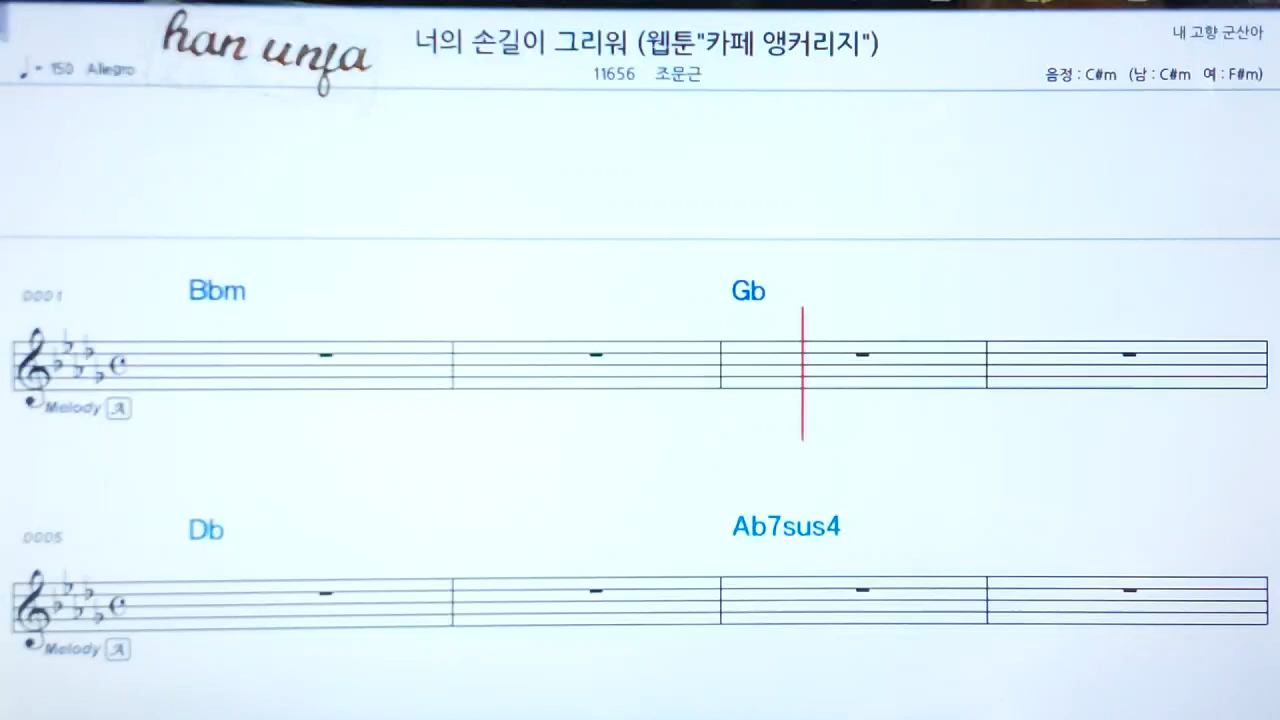 han unja
너의 손길이 그리워 (웹툰"카페 앵커리지")
내 고향 군산아
♩= 150 Allegro
11656 조문근
음정 : C#m (남 : C#m 여 : F#m)
0001
Bbm Gb
Melody A
0005
Db Ab7sus4
Melody A